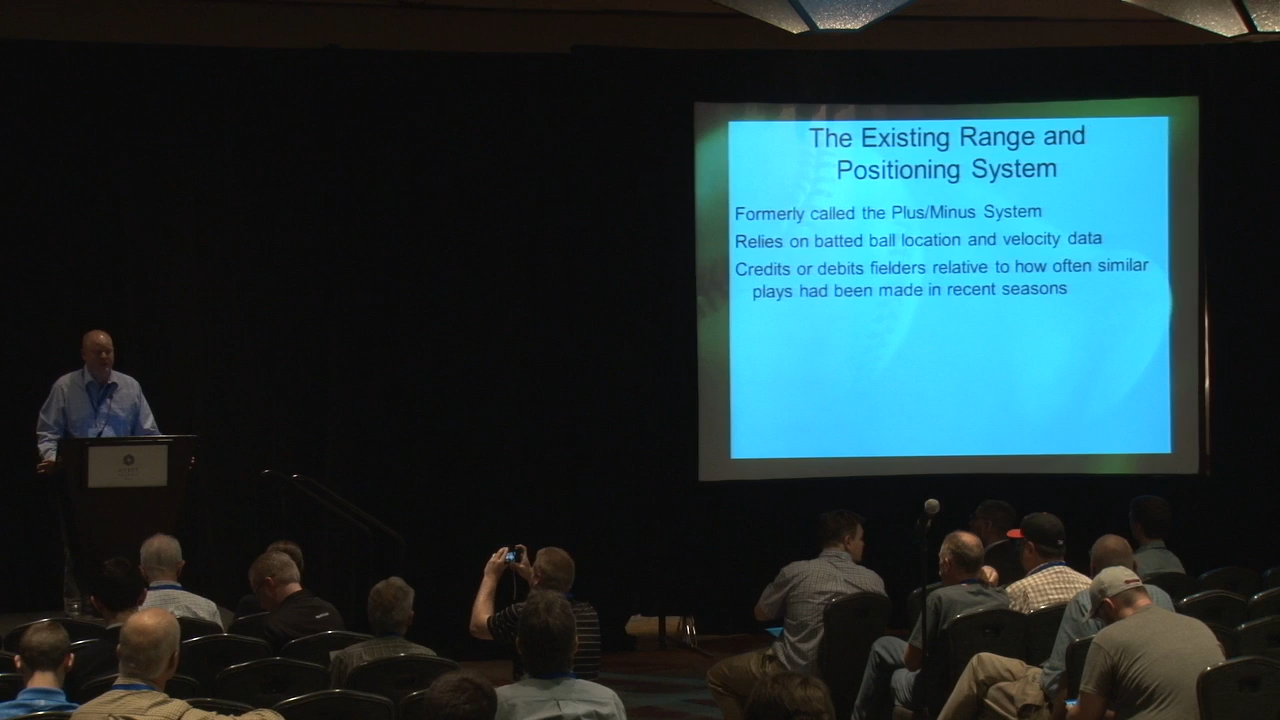 The Existing Range and
Positioning System
Formerly called the Plus/Minus System
Relies on batted ball location and velocity data
Credits or debits fielders relative to how often similar
plays had been made in recent seasons